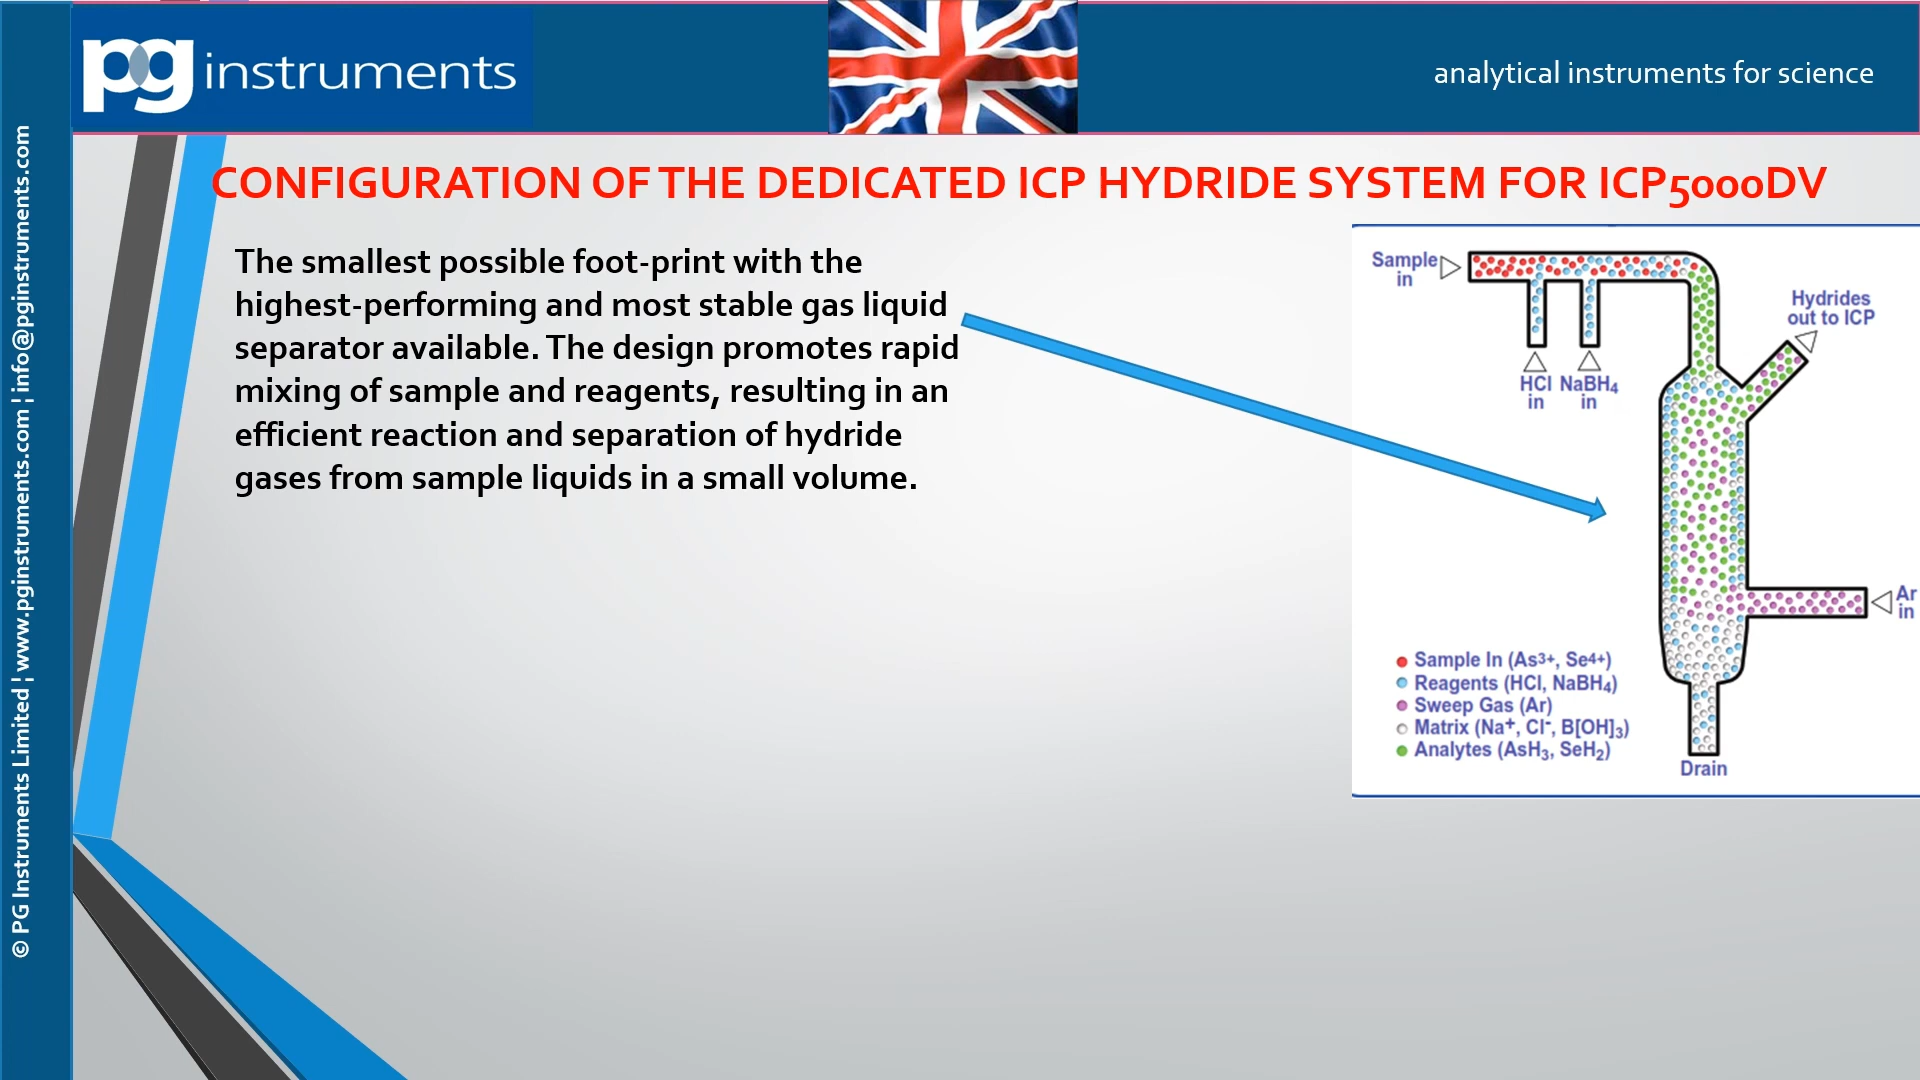 pg instruments
analytical instruments for science
© PG Instruments Limited ¦ www.pginstruments.com ¦ info@pginstruments.com
CONFIGURATION OF THE DEDICATED ICP HYDRIDE SYSTEM FOR ICP5000DV
The smallest possible foot-print with the
highest-performing and most stable gas liquid
separator available. The design promotes rapid
mixing of sample and reagents, resulting in an
efficient reaction and separation of hydride
gases from sample liquids in a small volume.
Sample
in
Hydrides
out to ICP
HCl
in
NaBH₄
in
Ar
in
Sample In (As³⁺, Se⁴⁺)
Reagents (HCl, NaBH₄)
Sweep Gas (Ar)
Matrix (Na⁺, Cl⁻, B[OH]₃)
Analytes (AsH₃, SeH₂)
Drain